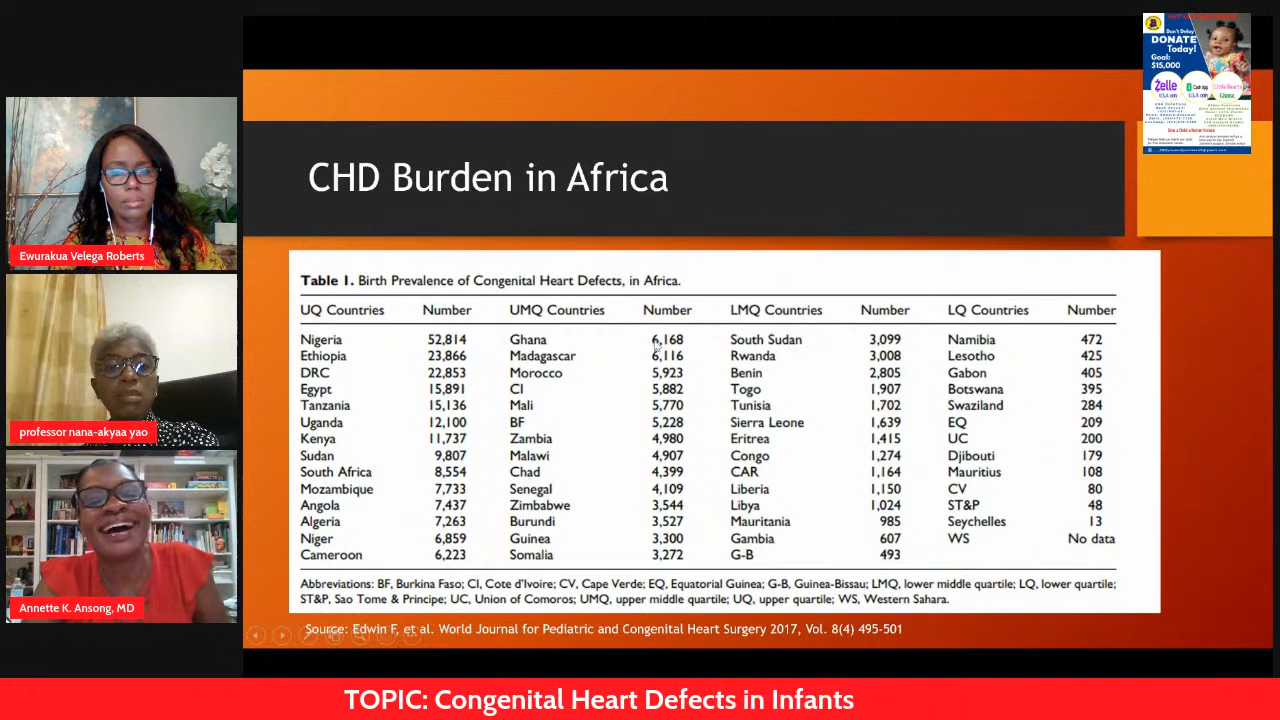 Don't Delay!
DONATE
Today!
Goal:
$15,000
Zelle
U.S.A only
Cash App
U.S.A only
Little Hearts
Ghana
CHD Burden in Africa
Table 1. Birth Prevalence of Congenital Heart Defects, in Africa.
UQ Countries Number UMQ Countries Number LMQ Countries Number LQ Countries Number
Nigeria 52,814 Ghana 6,168 South Sudan 3,099 Namibia 472
Ethiopia 23,866 Madagascar 6,116 Rwanda 3,008 Lesotho 425
DRC 22,853 Morocco 5,923 Benin 2,805 Gabon 405
Egypt 15,891 CI 5,882 Togo 1,907 Botswana 395
Tanzania 15,136 Mali 5,770 Tunisia 1,702 Swaziland 284
Uganda 12,100 BF 5,228 Sierra Leone 1,639 EQ 209
Kenya 11,737 Zambia 4,980 Eritrea 1,415 UC 200
Sudan 9,807 Malawi 4,907 Congo 1,274 Djibouti 179
South Africa 8,554 Chad 4,399 CAR 1,164 Mauritius 108
Mozambique 7,733 Senegal 4,109 Liberia 1,150 CV 80
Angola 7,437 Zimbabwe 3,544 Libya 1,024 ST&P 48
Algeria 7,263 Burundi 3,527 Mauritania 985 Seychelles 13
Niger 6,859 Guinea 3,300 Gambia 607 WS No data
Cameroon 6,223 Somalia 3,272 G-B 493
Abbreviations: BF, Burkina Faso; CI, Cote d'Ivoire; CV, Cape Verde; EQ, Equatorial Guinea; G-B, Guinea-Bissau; LMQ, lower middle quartile; LQ, lower quartile;
ST&P, Sao Tome & Principe; UC, Union of Comoros; UMQ, upper middle quartile; UQ, upper quartile; WS, Western Sahara.
Source: Edwin F, et al. World Journal for Pediatric and Congenital Heart Surgery 2017, Vol. 8(4) 495-501
Ewurakua Velega Roberts
professor nana-akyaa yao
Annette K. Ansong, MD
TOPIC: Congenital Heart Defects in Infants